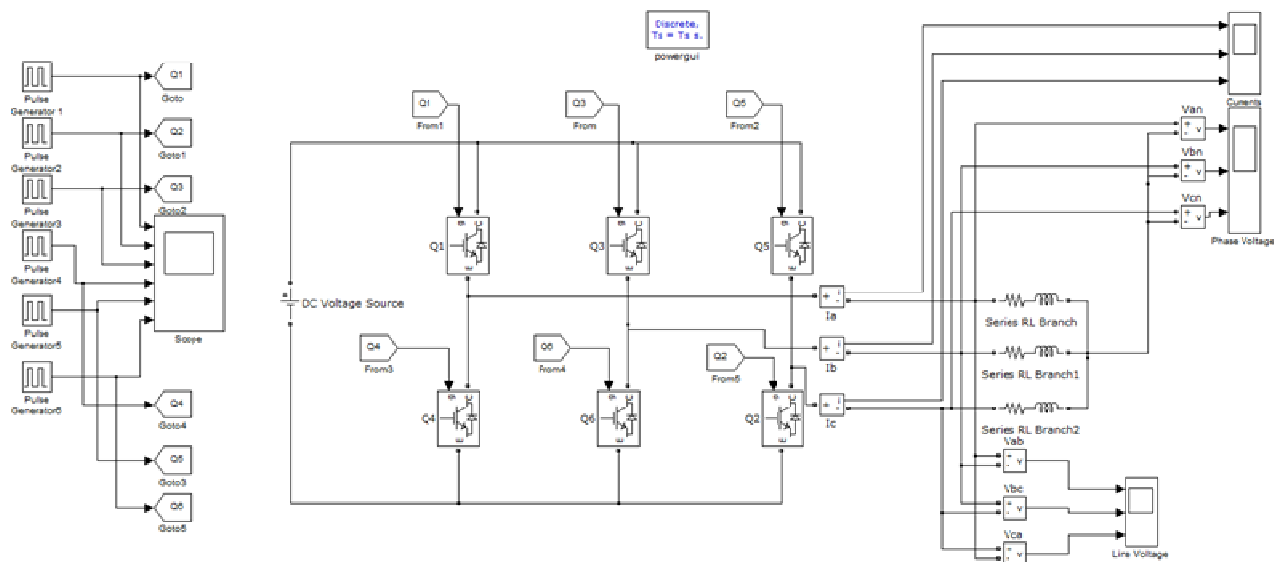 Discrete,
Ts = Ts s.
powergui
Pulse
Generator 1
Q1
Goto
Pulse
Generator2
Q2
Goto1
Pulse
Generator3
Q3
Goto2
Pulse
Generator4
Pulse
Generator5
Pulse
Generator6
Scope
Q4
Goto4
Q5
Goto3
Q6
Q1
From1
Q3
From
Q5
From2
g
C
E
Q1
g
C
E
Q3
g
C
E
Q5
DC Voltage Source
Q4
From3
Q6
From4
Q2
From5
g
C
E
Q4
g
C
E
Q6
g
C
E
Q2
+
i
-
Ia
+
i
-
Ib
+
i
-
Ic
Currents
Van
+
-
v
Vbn
+
-
v
Vcn
+
-
v
Phase Voltage
Series RL Branch
Series RL Branch1
Series RL Branch2
Vab
+
-
v
Vbc
+
-
v
Vca
+
-
v
Line Voltage